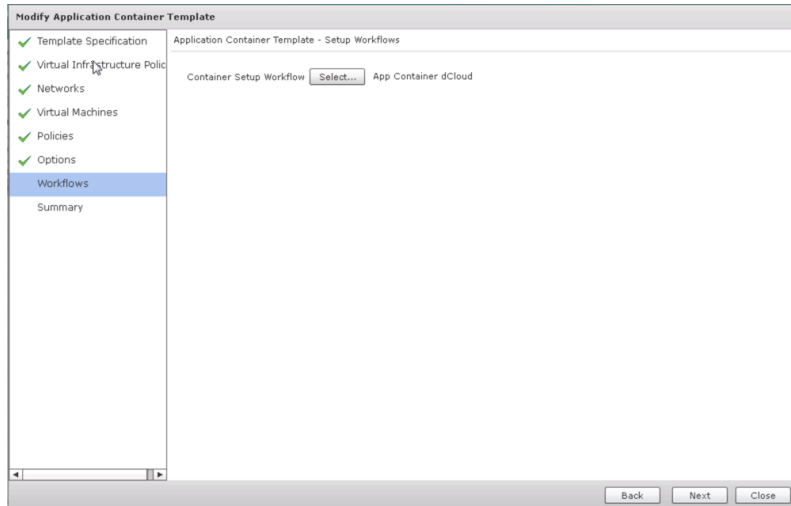 Modify Application Container Template
Template Specification
Virtual Infrastructure Polic
Networks
Virtual Machines
Policies
Options
Workflows
Summary
Application Container Template - Setup Workflows
Container Setup Workflow Select... App Container dCloud
Back Next Close